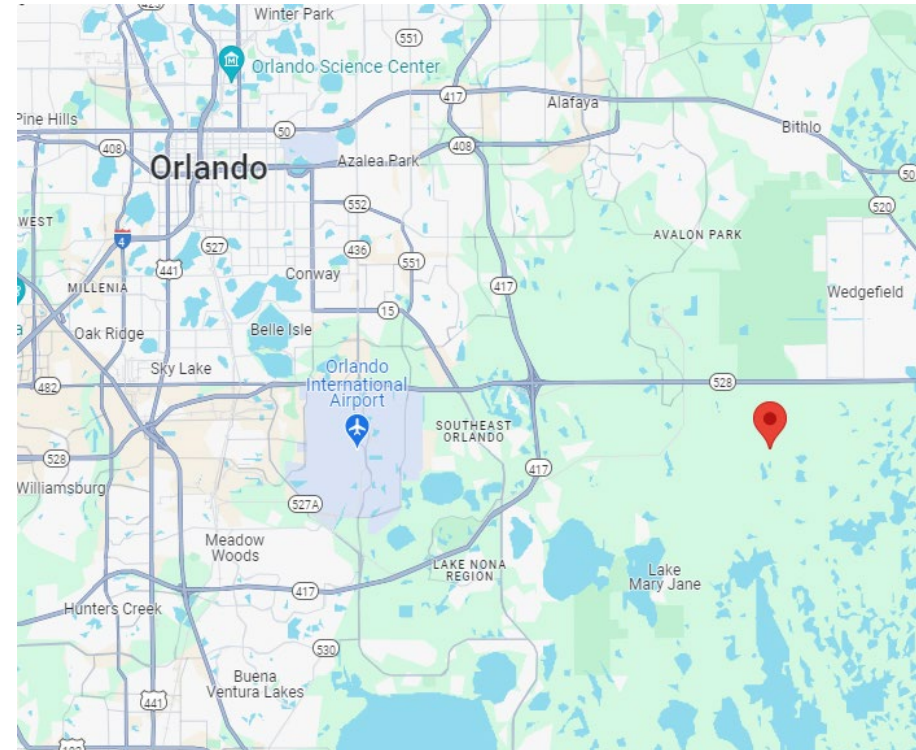 Winter Park
551
Orlando Science Center
417
Alafaya
Pine Hills
50
Bithlo
408
408
Orlando
Azalea Park
50
552
520
WEST
4
527
436
551
AVALON PARK
441
Conway
417
MILLENIA
15
Wedgefield
Oak Ridge
Belle Isle
Sky Lake
Orlando
International
Airport
482
528
SOUTHEAST
ORLANDO
528
417
Williamsburg
527A
Meadow
Woods
LAKE NONA
REGION
Lake
Mary Jane
417
Hunters Creek
530
Buena
Ventura Lakes
441